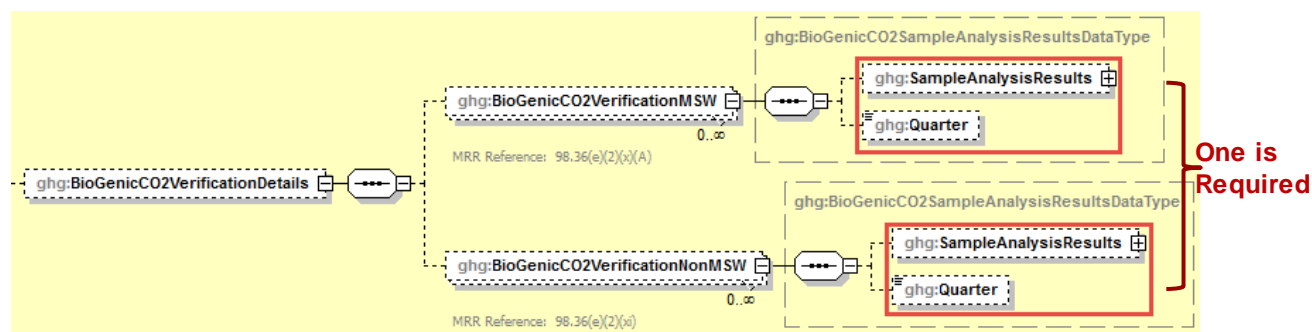 ghg:BioGenicCO2SampleAnalysisResultsDataType
ghg:SampleAnalysisResults
ghg:BioGenicCO2VerificationMSW
0..∞
ghg:Quarter
MRR Reference: 98.36(e)(2)(x)(A)
One is
Required
ghg:BioGenicCO2VerificationDetails
ghg:BioGenicCO2SampleAnalysisResultsDataType
ghg:SampleAnalysisResults
ghg:BioGenicCO2VerificationNonMSW
0..∞
ghg:Quarter
MRR Reference: 98.36(e)(2)(xi)